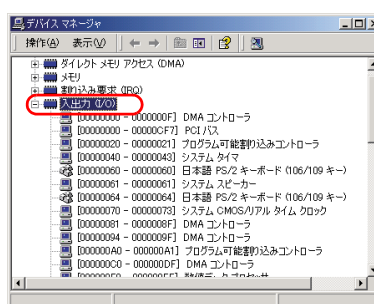 デバイス マネージャ
操作(A) 表示(V)
ダイレクト メモリ アクセス (DMA)
メモリ
割り込み要求 (IRQ)
入出力 (I/O)
[00000000 - 0000000F] DMA コントローラ
[00000000 - 00000CF7] PCI バス
[00000020 - 00000021] プログラム可能割り込みコントローラ
[00000040 - 00000043] システム タイマ
[00000060 - 00000060] 日本語 PS/2 キーボード (106/109 キー)
[00000061 - 00000061] システム スピーカー
[00000064 - 00000064] 日本語 PS/2 キーボード (106/109 キー)
[00000070 - 00000073] システム CMOS/リアル タイム クロック
[00000081 - 0000008F] DMA コントローラ
[00000094 - 0000009F] DMA コントローラ
[000000A0 - 000000A1] プログラム可能割り込みコントローラ
[000000C0 - 000000DF] DMA コントローラ